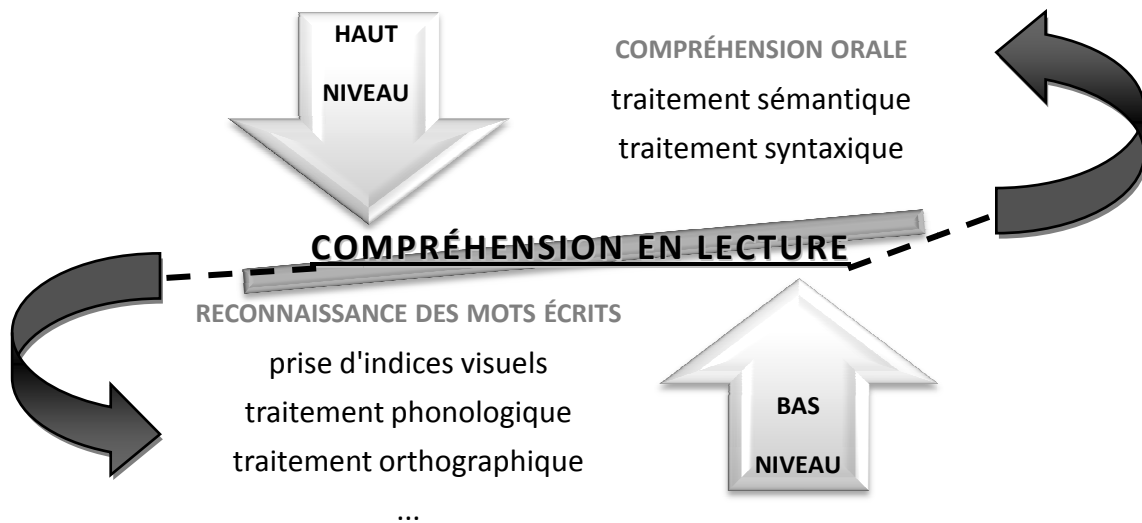 HAUT
NIVEAU
COMPRÉHENSION ORALE
traitement sémantique
traitement syntaxique
COMPRÉHENSION EN LECTURE
RECONNAISSANCE DES MOTS ÉCRITS
prise d'indices visuels
traitement phonologique
traitement orthographique
...
BAS
NIVEAU